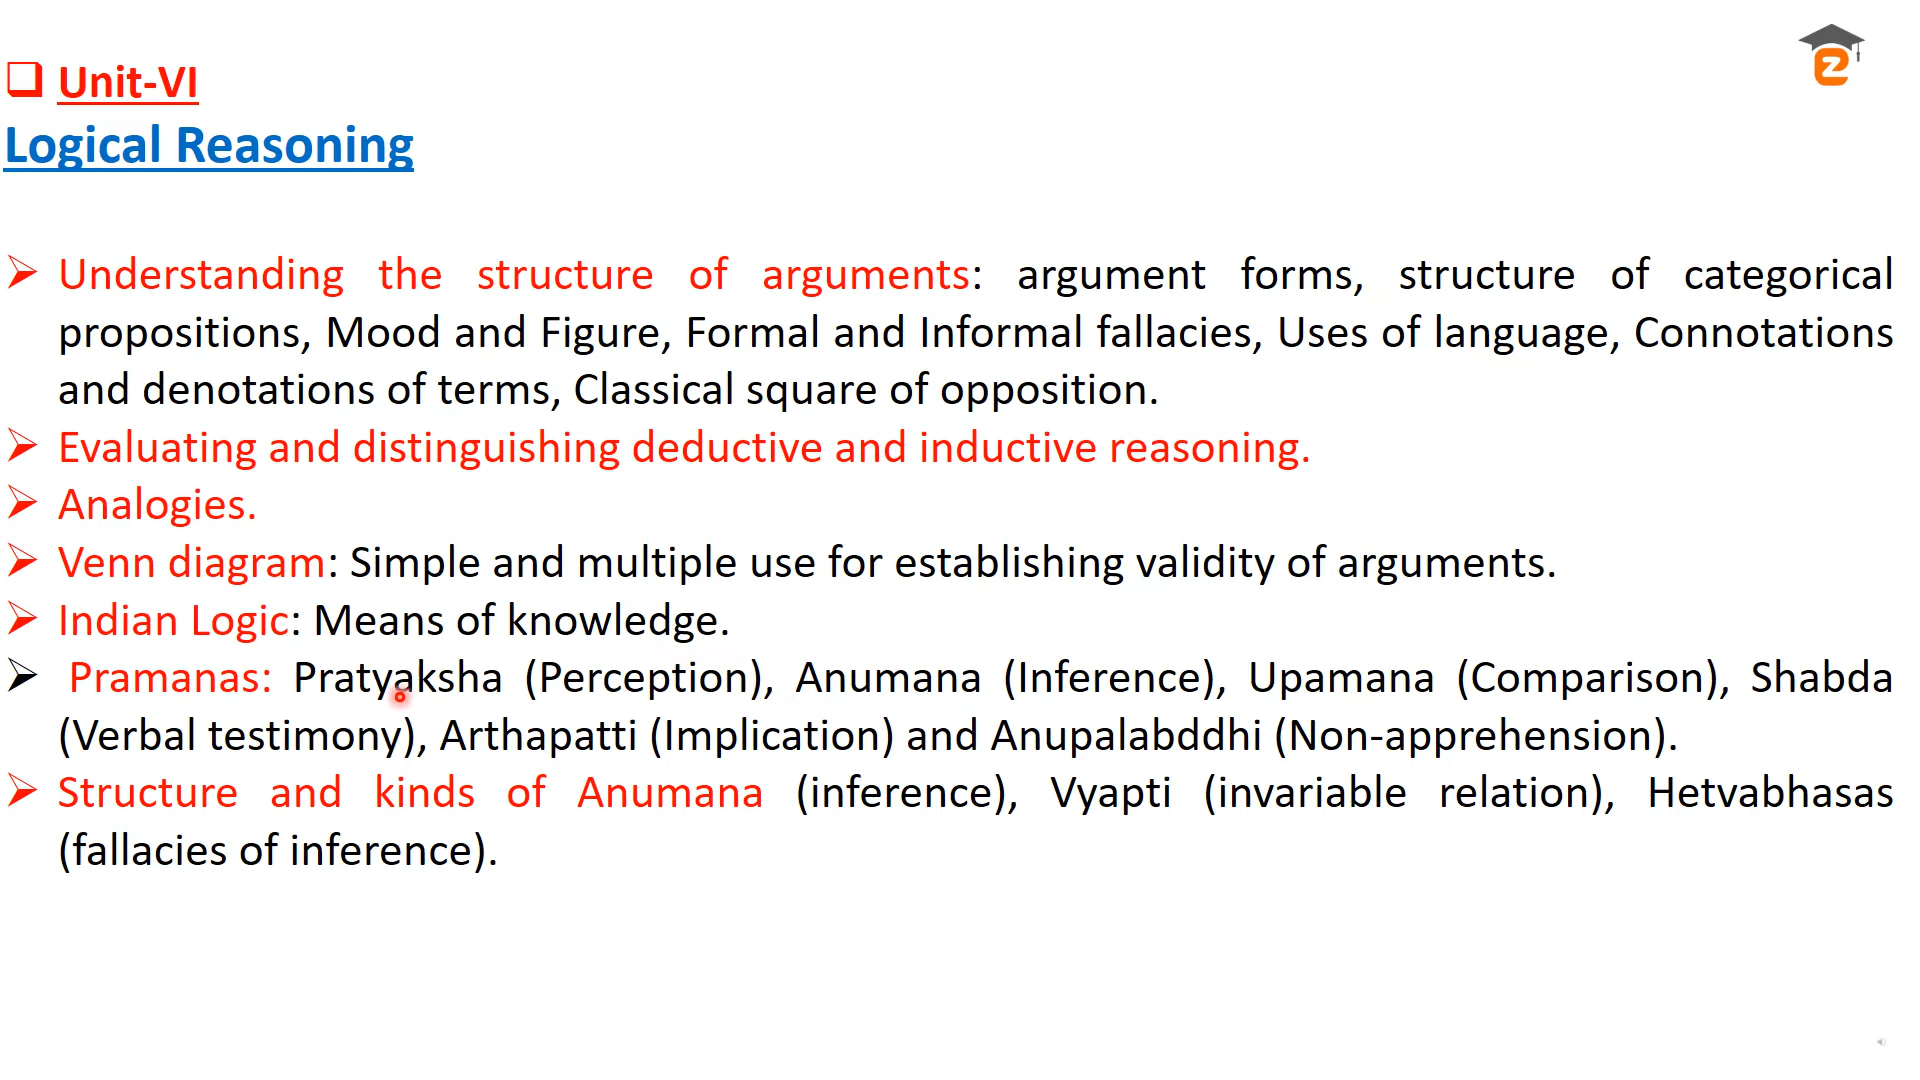 Unit-VI
Logical Reasoning
Understanding the structure of arguments: argument forms, structure of categorical
propositions, Mood and Figure, Formal and Informal fallacies, Uses of language, Connotations
and denotations of terms, Classical square of opposition.
Evaluating and distinguishing deductive and inductive reasoning.
Analogies.
Venn diagram: Simple and multiple use for establishing validity of arguments.
Indian Logic: Means of knowledge.
Pramanas: Pratyaksha (Perception), Anumana (Inference), Upamana (Comparison), Shabda
(Verbal testimony), Arthapatti (Implication) and Anupalabddhi (Non-apprehension).
Structure and kinds of Anumana (inference), Vyapti (invariable relation), Hetvabhasas
(fallacies of inference).